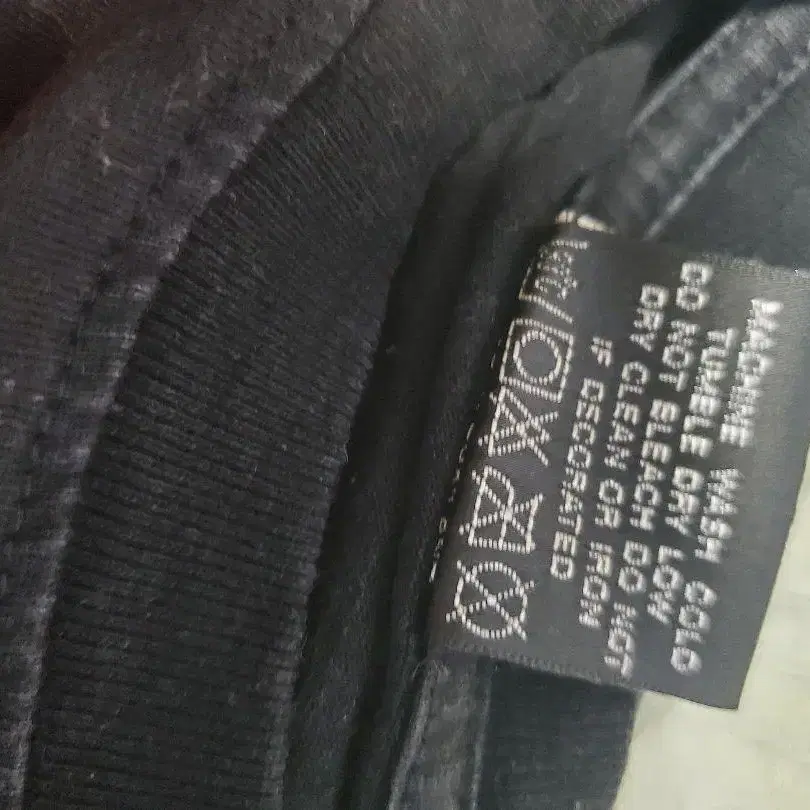 MACHINE WASH COLD
TUMBLE DRY LOW
DO NOT BLEACH DO NOT
DRY CLEAN OR IRON
IF DECORATED